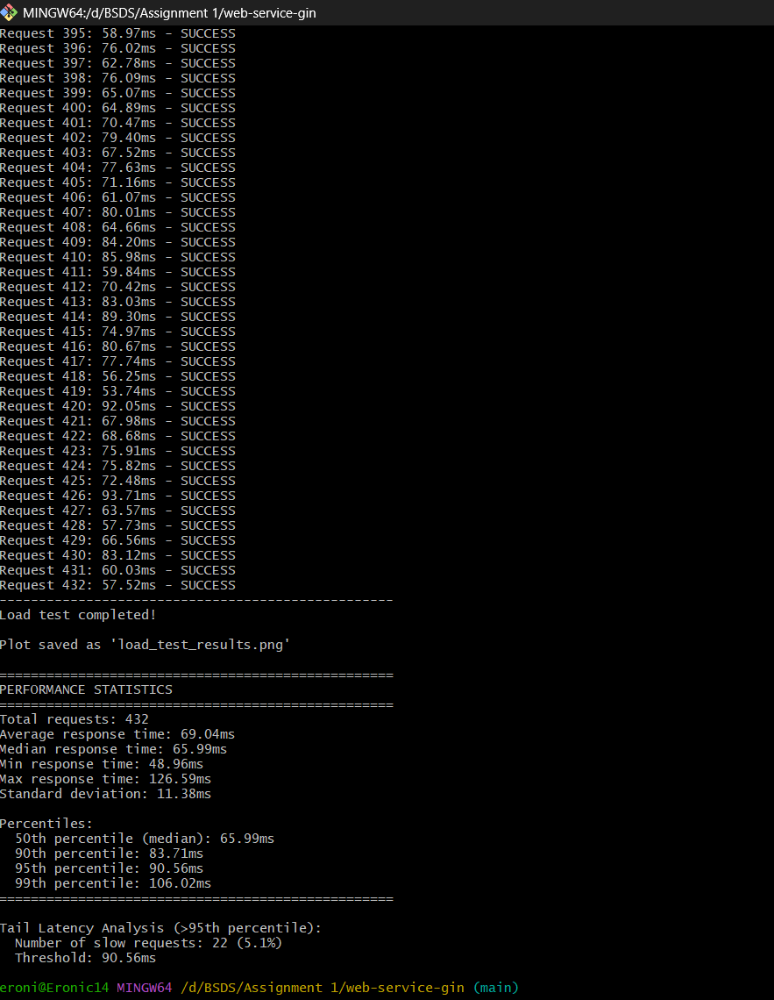 MINGW64:/d/BSDS/Assignment 1/web-service-gin
Request 395: 58.97ms - SUCCESS
Request 396: 76.02ms - SUCCESS
Request 397: 62.78ms - SUCCESS
Request 398: 76.09ms - SUCCESS
Request 399: 65.07ms - SUCCESS
Request 400: 64.89ms - SUCCESS
Request 401: 70.47ms - SUCCESS
Request 402: 79.40ms - SUCCESS
Request 403: 67.52ms - SUCCESS
Request 404: 77.63ms - SUCCESS
Request 405: 71.16ms - SUCCESS
Request 406: 61.07ms - SUCCESS
Request 407: 80.01ms - SUCCESS
Request 408: 64.66ms - SUCCESS
Request 409: 84.20ms - SUCCESS
Request 410: 85.98ms - SUCCESS
Request 411: 59.84ms - SUCCESS
Request 412: 70.42ms - SUCCESS
Request 413: 83.03ms - SUCCESS
Request 414: 89.30ms - SUCCESS
Request 415: 74.97ms - SUCCESS
Request 416: 80.67ms - SUCCESS
Request 417: 77.74ms - SUCCESS
Request 418: 56.25ms - SUCCESS
Request 419: 53.74ms - SUCCESS
Request 420: 92.05ms - SUCCESS
Request 421: 67.98ms - SUCCESS
Request 422: 68.68ms - SUCCESS
Request 423: 75.91ms - SUCCESS
Request 424: 75.82ms - SUCCESS
Request 425: 72.48ms - SUCCESS
Request 426: 93.71ms - SUCCESS
Request 427: 63.57ms - SUCCESS
Request 428: 57.73ms - SUCCESS
Request 429: 66.56ms - SUCCESS
Request 430: 83.12ms - SUCCESS
Request 431: 60.03ms - SUCCESS
Request 432: 57.52ms - SUCCESS
--------------------------------------------------
Load test completed!
Plot saved as 'load_test_results.png'
==================================================
PERFORMANCE STATISTICS
==================================================
Total requests: 432
Average response time: 69.04ms
Median response time: 65.99ms
Min response time: 48.96ms
Max response time: 126.59ms
Standard deviation: 11.38ms
Percentiles:
50th percentile (median): 65.99ms
90th percentile: 83.71ms
95th percentile: 90.56ms
99th percentile: 106.02ms
==================================================
Tail Latency Analysis (>95th percentile):
Number of slow requests: 22 (5.1%)
Threshold: 90.56ms
eroni@Eronic14 MINGW64 /d/BSDS/Assignment 1/web-service-gin (main)